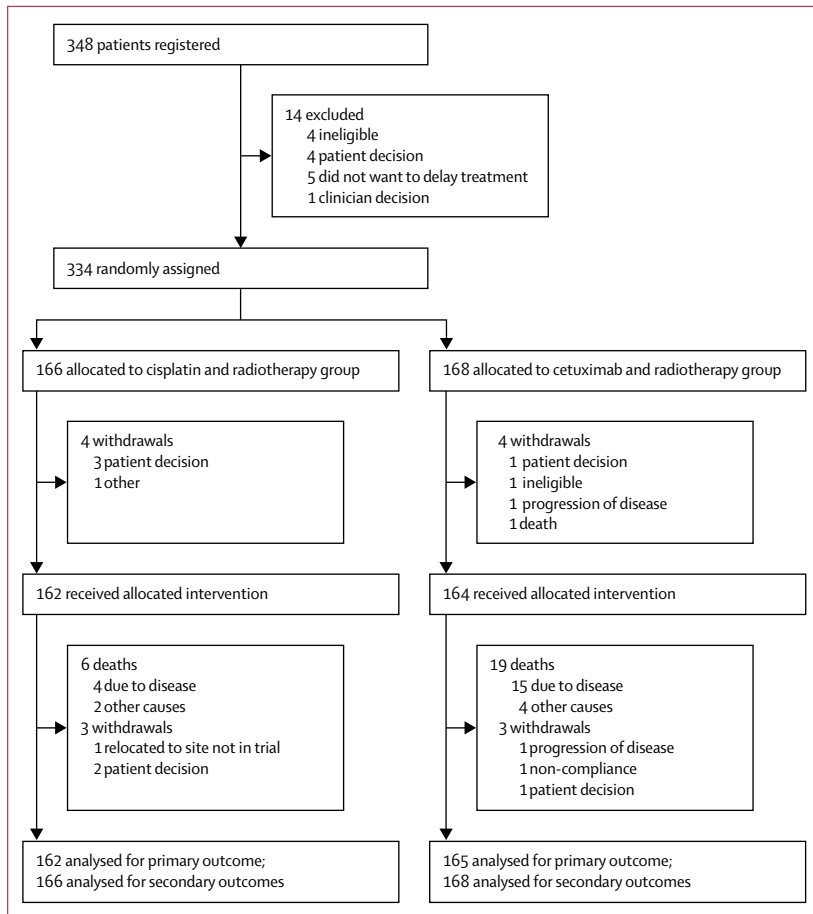 348 patients registered
14 excluded
4 ineligible
4 patient decision
5 did not want to delay treatment
1 clinician decision
334 randomly assigned
166 allocated to cisplatin and radiotherapy group
168 allocated to cetuximab and radiotherapy group
4 withdrawals
3 patient decision
1 other
4 withdrawals
1 patient decision
1 ineligible
1 progression of disease
1 death
162 received allocated intervention
164 received allocated intervention
6 deaths
4 due to disease
2 other causes
3 withdrawals
1 relocated to site not in trial
2 patient decision
19 deaths
15 due to disease
4 other causes
3 withdrawals
1 progression of disease
1 non-compliance
1 patient decision
162 analysed for primary outcome;
166 analysed for secondary outcomes
165 analysed for primary outcome;
168 analysed for secondary outcomes